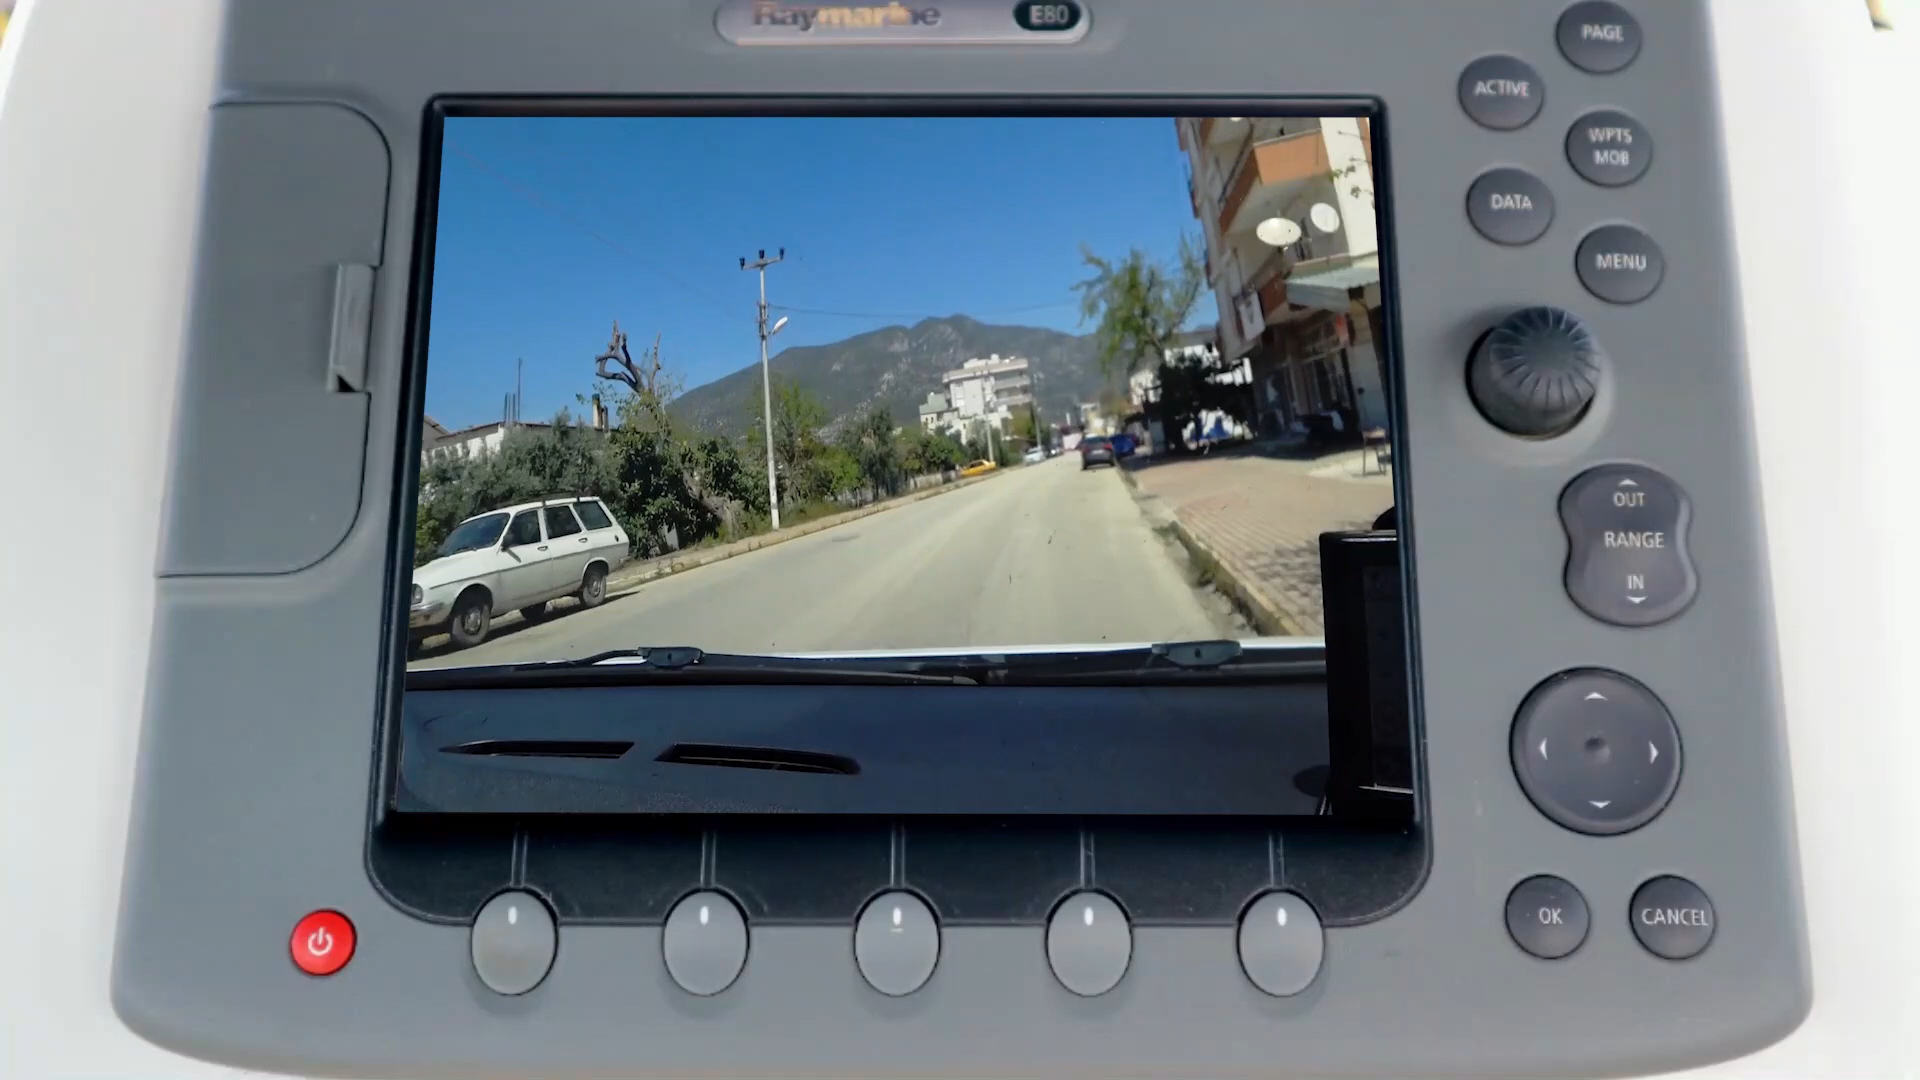 Raymarine E80
PAGE
ACTIVE
WPTS
MOB
DATA
MENU
OUT
RANGE
IN
OK
CANCEL